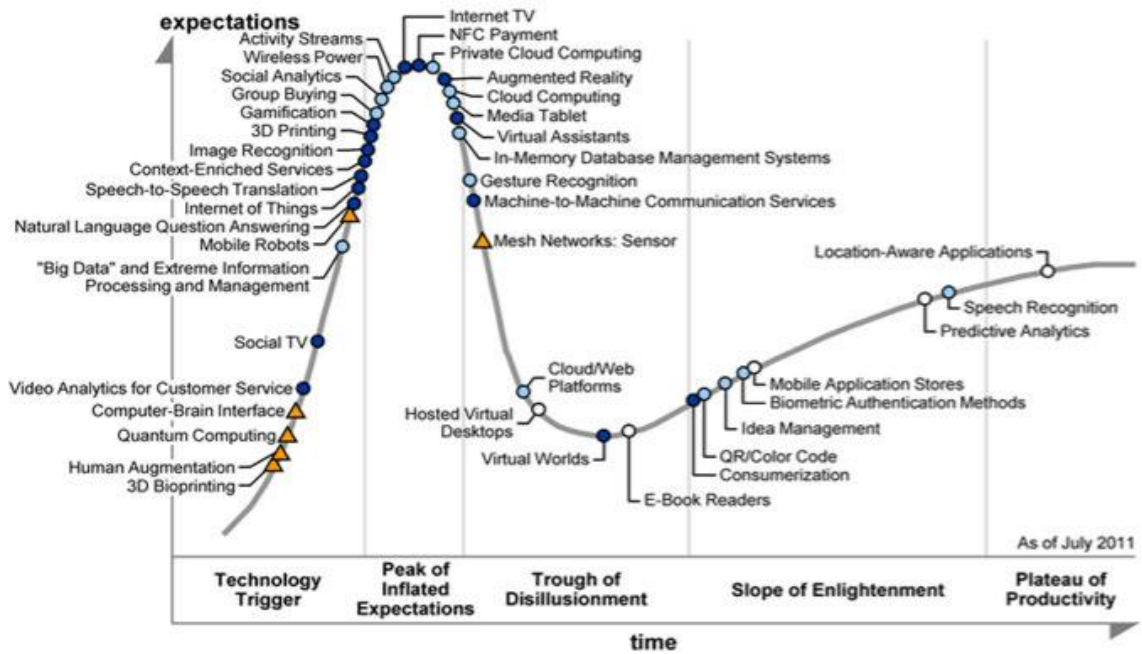 expectations
Internet TV
NFC Payment
Activity Streams
Private Cloud Computing
Wireless Power
Social Analytics
Augmented Reality
Group Buying
Cloud Computing
Gamification
Media Tablet
3D Printing
Virtual Assistants
Image Recognition
In-Memory Database Management Systems
Context-Enriched Services
Gesture Recognition
Speech-to-Speech Translation
Machine-to-Machine Communication Services
Internet of Things
Natural Language Question Answering
Mesh Networks: Sensor
Mobile Robots
Location-Aware Applications
"Big Data" and Extreme Information
Processing and Management
Speech Recognition
Predictive Analytics
Social TV
Cloud/Web
Platforms
Video Analytics for Customer Service
Mobile Application Stores
Computer-Brain Interface
Biometric Authentication Methods
Hosted Virtual
Desktops
Idea Management
Quantum Computing
QR/Color Code
Virtual Worlds
Human Augmentation
Consumerization
3D Bioprinting
E-Book Readers
As of July 2011
Technology
Trigger
Peak of
Inflated
Expectations
Trough of
Disillusionment
Slope of Enlightenment
Plateau of
Productivity
time